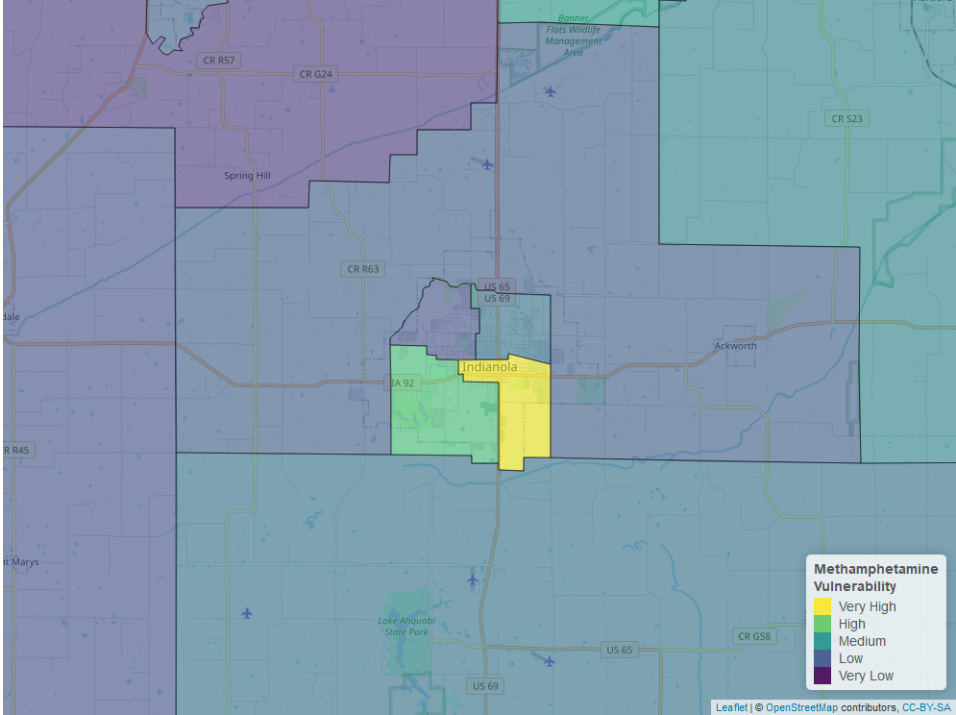 Banner
Flats Wildlife
Management
Area
CR R57
CR G24
CR S23
Spring Hill
CR R63
US 65
US 69
dale
Ackworth
Indianola
IA 92
R R45
nt Marys
Lake Ahquabi
State Park
US 65
CR G58
US 69
Methamphetamine
Vulnerability
Very High
High
Medium
Low
Very Low
Leaflet | © OpenStreetMap contributors, CC-BY-SA